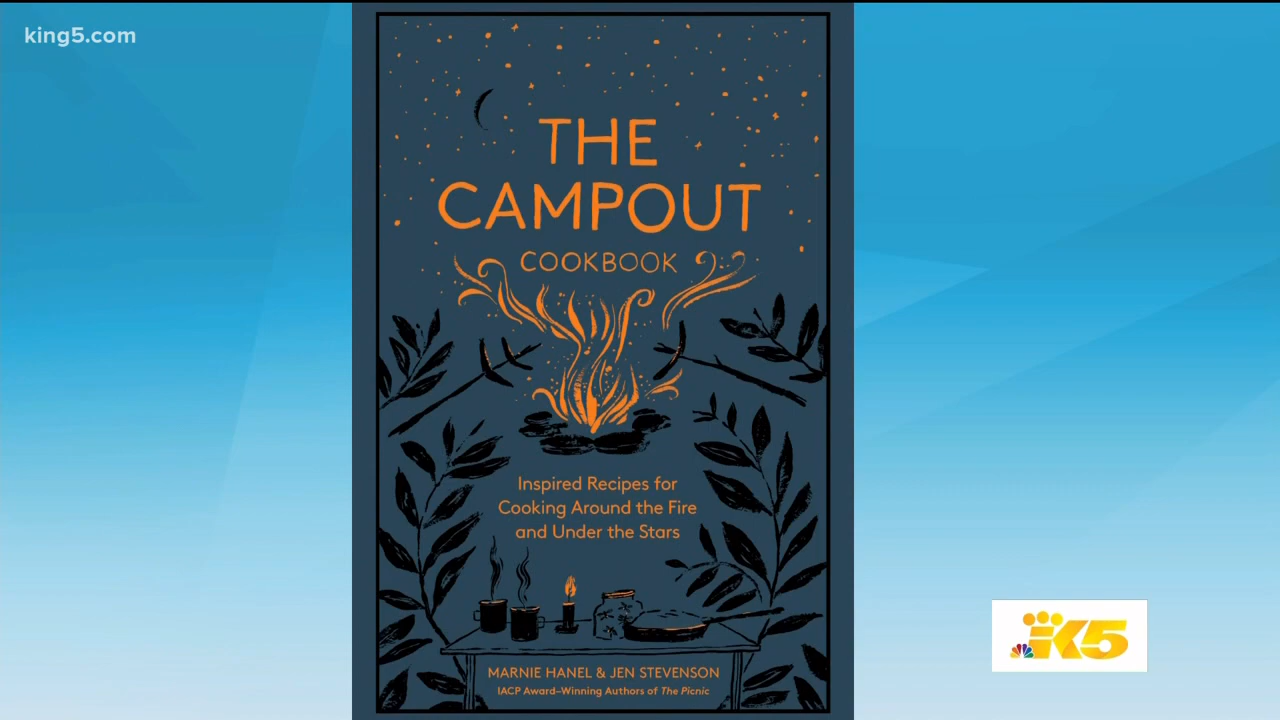 king5.com
THE
CAMPOUT
COOKBOOK
Inspired Recipes for
Cooking Around the Fire
and Under the Stars
MARNIE HANEL & JEN STEVENSON
IACP Award–Winning Authors of The Picnic
K5